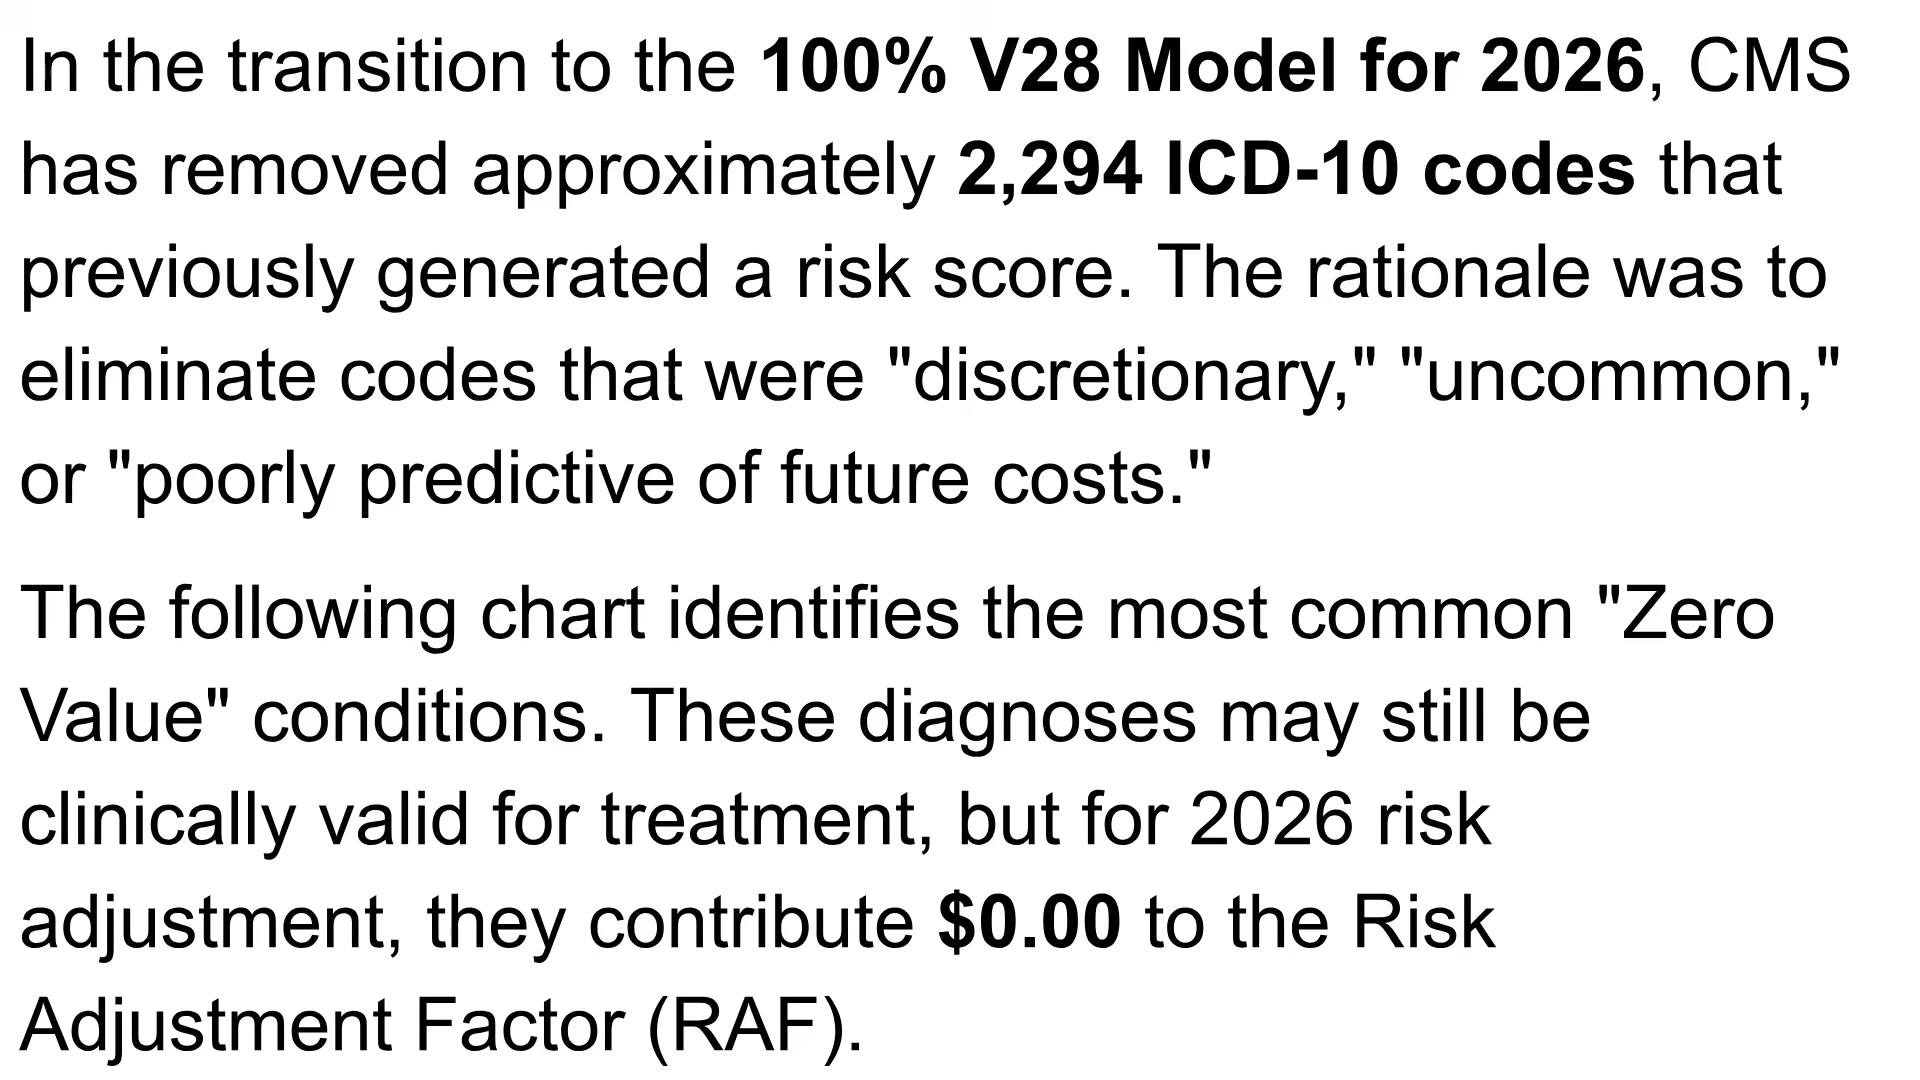 In the transition to the 100% V28 Model for 2026, CMS
has removed approximately 2,294 ICD-10 codes that
previously generated a risk score. The rationale was to
eliminate codes that were "discretionary," "uncommon,"
or "poorly predictive of future costs."
The following chart identifies the most common "Zero
Value" conditions. These diagnoses may still be
clinically valid for treatment, but for 2026 risk
adjustment, they contribute $0.00 to the Risk
Adjustment Factor (RAF).